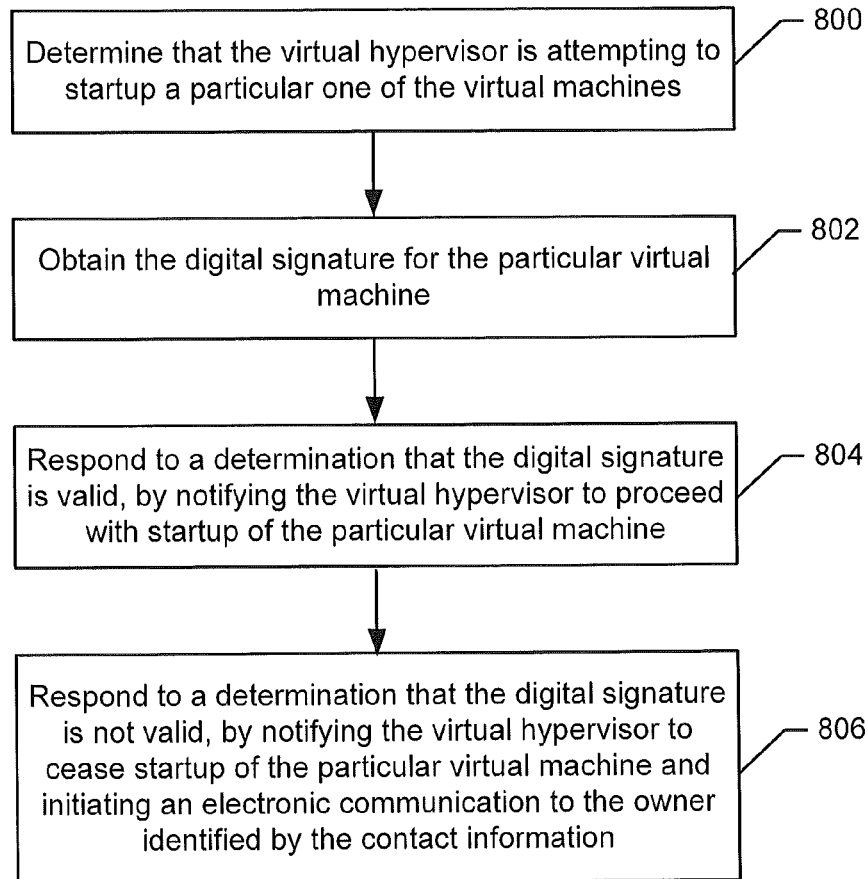 Determine that the virtual hypervisor is attempting to
startup a particular one of the virtual machines
800
Obtain the digital signature for the particular virtual
machine
802
Respond to a determination that the digital signature
is valid, by notifying the virtual hypervisor to proceed
with startup of the particular virtual machine
804
Respond to a determination that the digital signature
is not valid, by notifying the virtual hypervisor to
cease startup of the particular virtual machine and
initiating an electronic communication to the owner
identified by the contact information
806